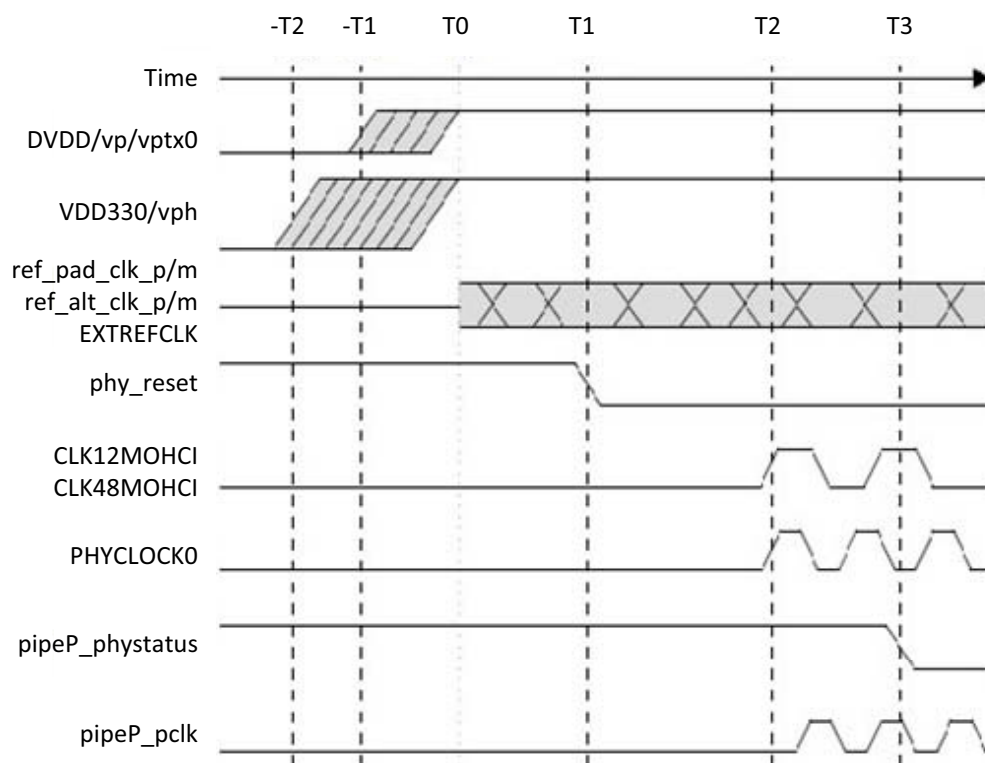 -T2 -T1 T0 T1 T2 T3
Time
DVDD/vp/vptx0
VDD330/vph
ref_pad_clk_p/m
ref_alt_clk_p/m
EXTREFCLK
phy_reset
CLK12MOHCI
CLK48MOHCI
PHYCLOCK0
pipeP_phystatus
pipeP_pclk